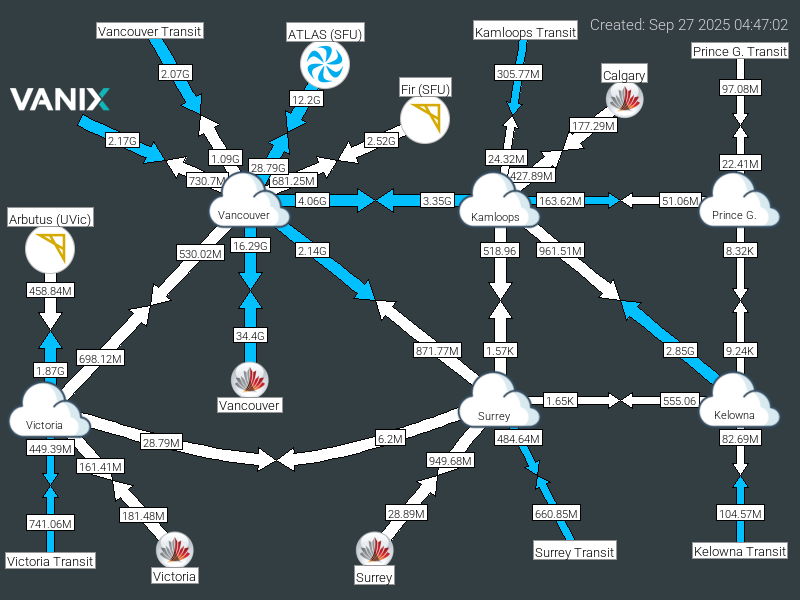 Created: Sep 27 2025 04:47:02
Vancouver Transit
ATLAS (SFU)
Kamloops Transit
Prince G. Transit
2.07G
305.77M
Calgary
Fir (SFU)
97.08M
VANIX
12.2G
177.29M
2.17G
2.52G
1.09G
24.32M
22.41M
28.79G
730.7M
681.25M
427.89M
4.06G
3.35G
163.62M
51.06M
Vancouver
Kamloops
Prince G.
Arbutus (UVic)
530.02M
16.29G
2.14G
518.96
961.51M
8.32K
458.84M
34.4G
698.12M
871.77M
1.57K
2.85G
9.24K
1.87G
Vancouver
1.65K
555.06
Victoria
Surrey
Kelowna
28.79M
6.2M
484.64M
82.69M
449.39M
161.41M
949.68M
741.06M
181.48M
28.89M
660.85M
104.57M
Victoria Transit
Victoria
Surrey
Surrey Transit
Kelowna Transit